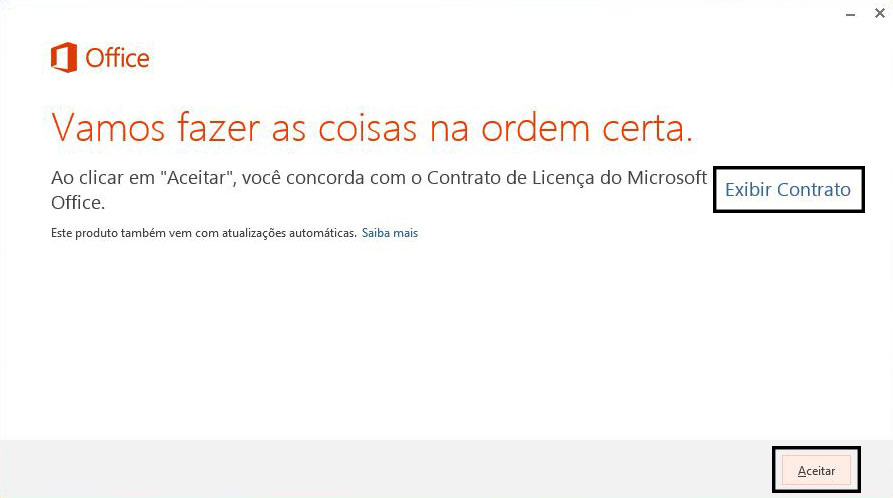 Office
Vamos fazer as coisas na ordem certa.
Ao clicar em "Aceitar", você concorda com o Contrato de Licença do Microsoft Exibir Contrato
Office.
Este produto também vem com atualizações automáticas. Saiba mais
Aceitar